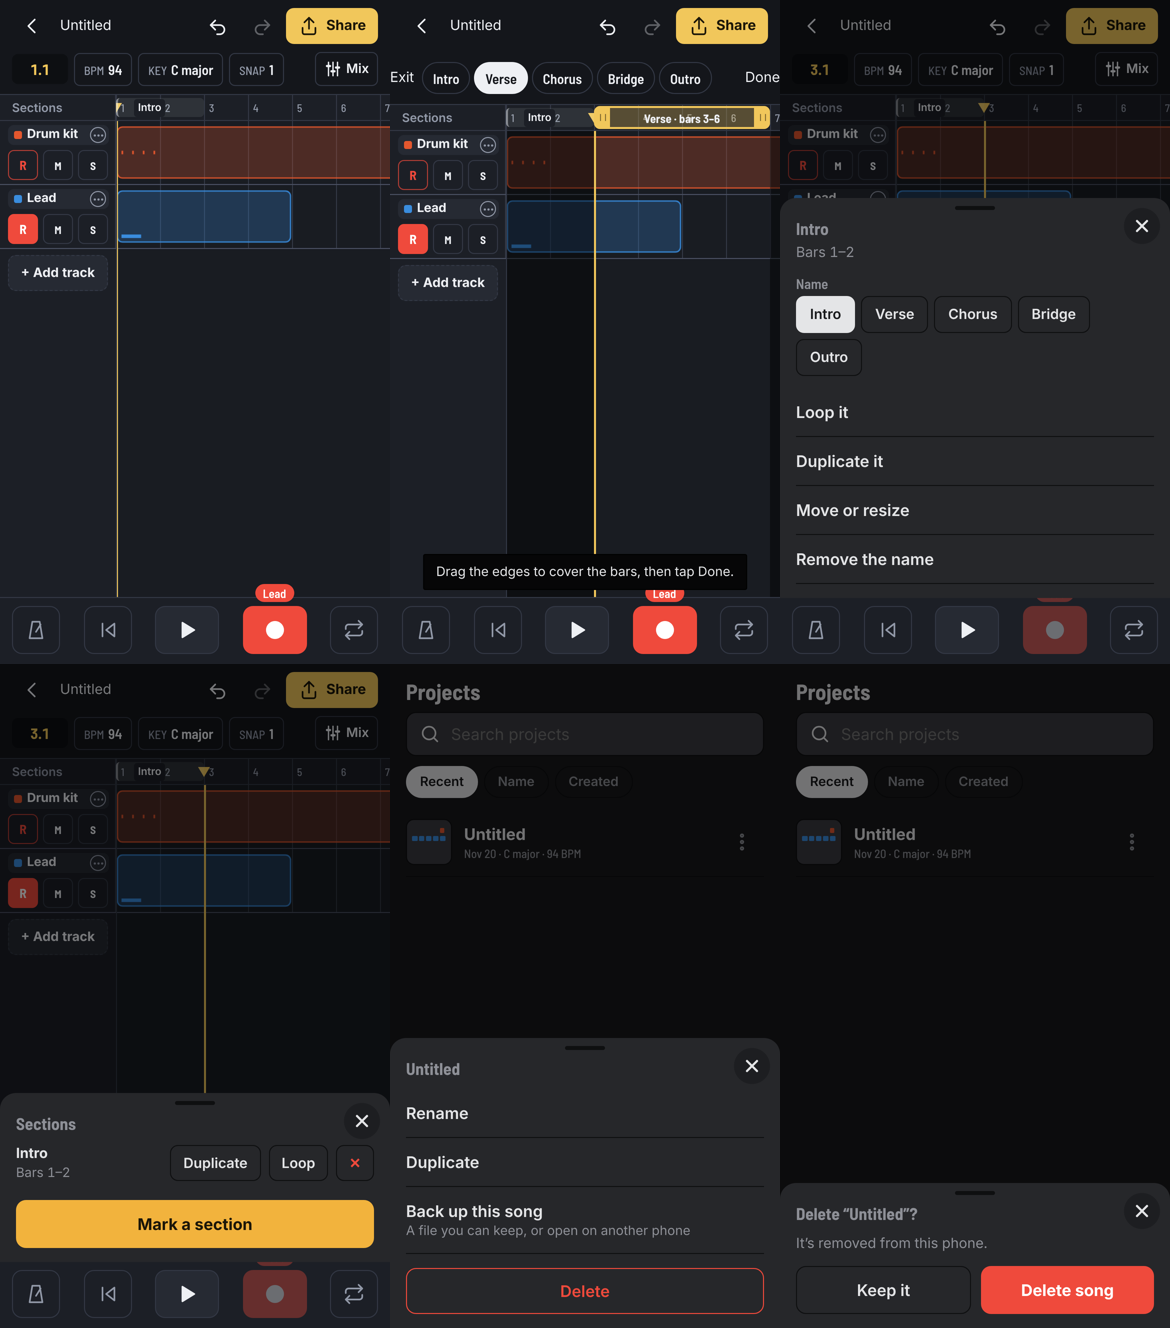 Untitled
Share
1.1
BPM 94
KEY C major
SNAP 1
Mix
Sections
1 Intro 2 3 4 5 6 7
Drum kit
R M S
Lead
R M S
+ Add track
Lead
Untitled
Share
Exit Intro Verse Chorus Bridge Outro Done
Sections
1 Intro 2 Verse · bars 3–6 6 7
Drum kit
R M S
Lead
R M S
+ Add track
Drag the edges to cover the bars, then tap Done.
Lead
Untitled
Share
3.1
BPM 94
KEY C major
SNAP 1
Mix
Sections
1 Intro 2 3 4 5 6 7
Drum kit
R M S
Lead
Intro
Bars 1–2
Name
Intro Verse Chorus Bridge
Outro
Loop it
Duplicate it
Move or resize
Remove the name
Untitled
Share
3.1
BPM 94
KEY C major
SNAP 1
Mix
Sections
1 Intro 2 3 4 5 6 7
Drum kit
R M S
Lead
R M S
+ Add track
Sections
Intro
Bars 1–2
Duplicate Loop
Mark a section
Projects
Search projects
Recent Name Created
Untitled
Nov 20 · C major · 94 BPM
Untitled
Rename
Duplicate
Back up this song
A file you can keep, or open on another phone
Delete
Projects
Search projects
Recent Name Created
Untitled
Nov 20 · C major · 94 BPM
Delete “Untitled”?
It’s removed from this phone.
Keep it
Delete song